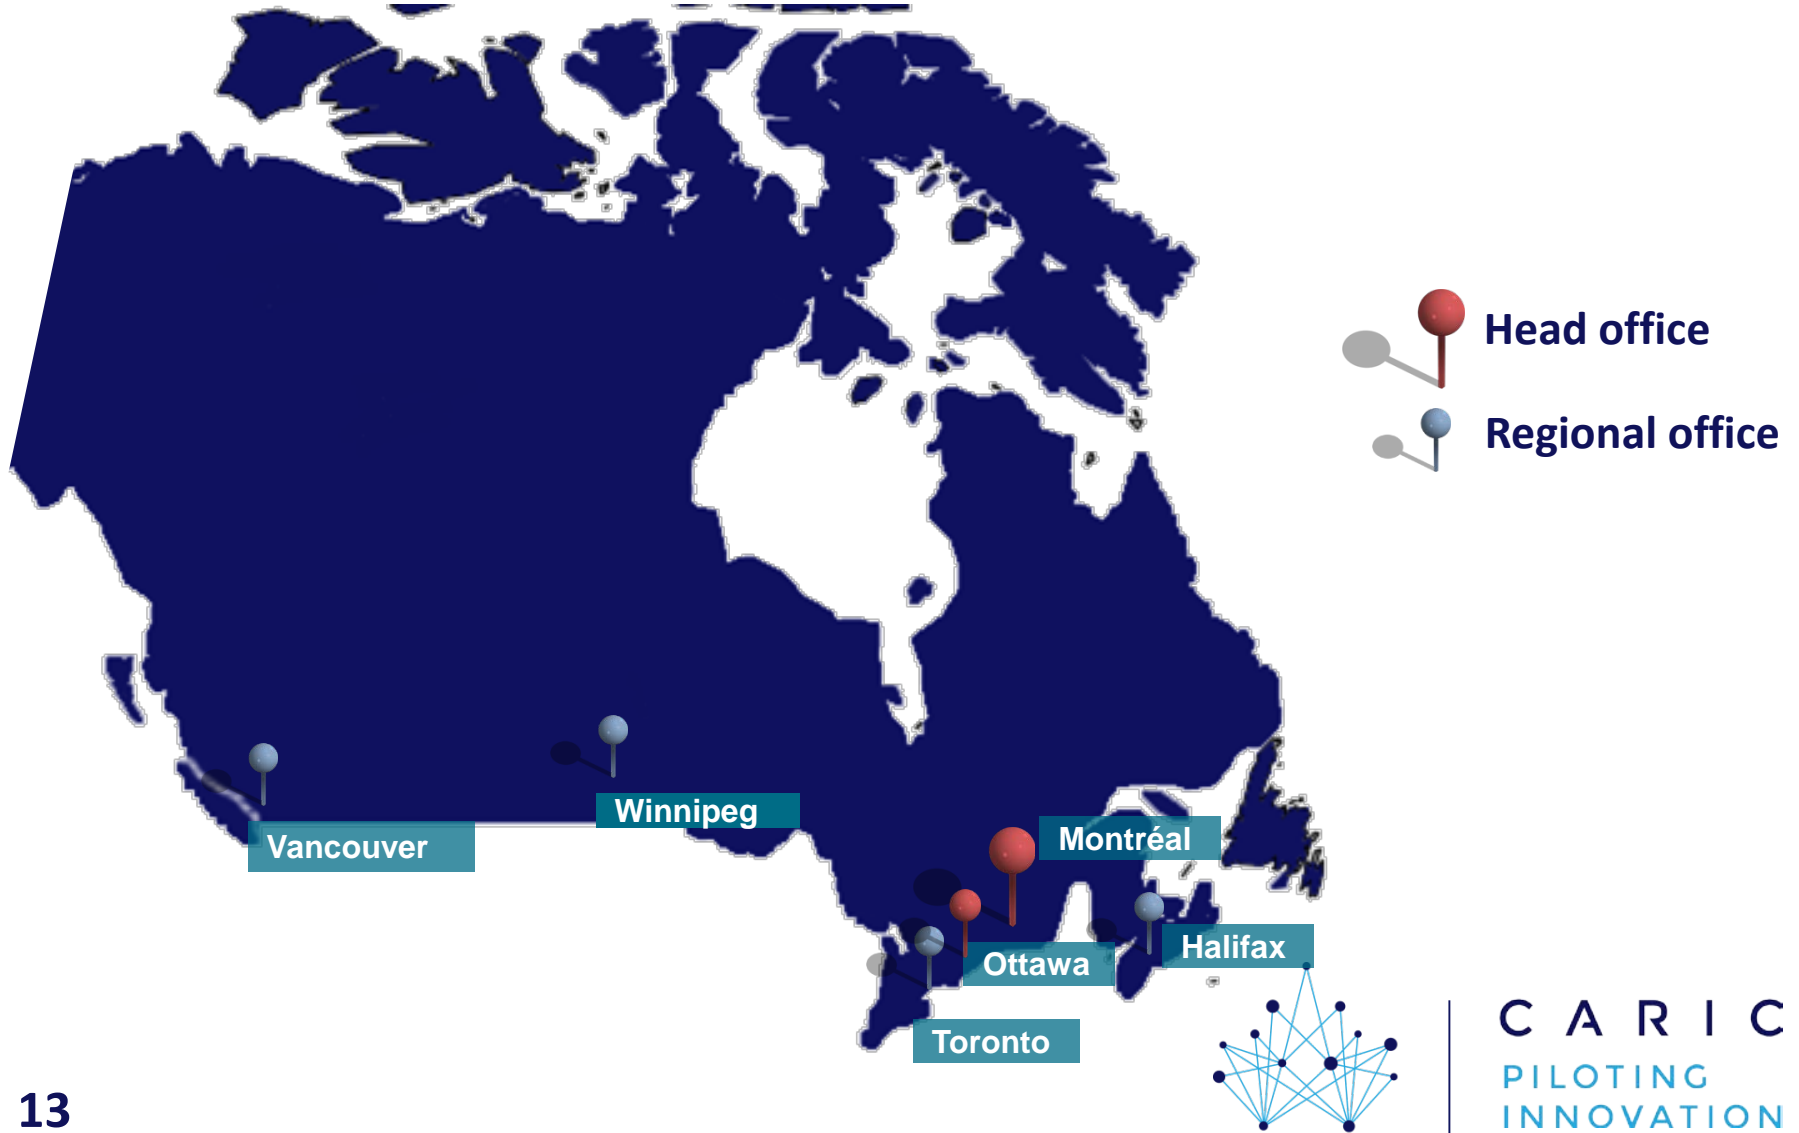 Head office
Regional office
Winnipeg
Vancouver
Montréal
Halifax
Ottawa
Toronto
CARIC
PILOTING
INNOVATION
13